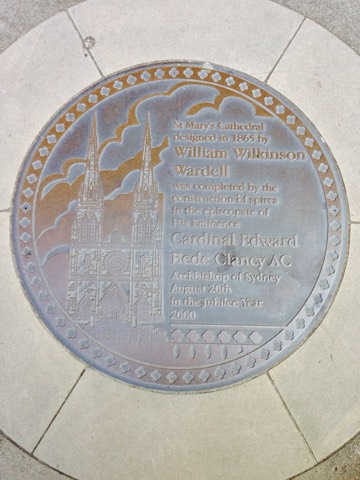 St Mary's Cathedral
designed in 1865 by
William Wilkinson
Wardell
was completed by the
construction of spires
in the episcopate of
His Eminence
Cardinal Edward
Bede Clancy AC
Archbishop of Sydney
August 20th
in the Jubilee Year
2000